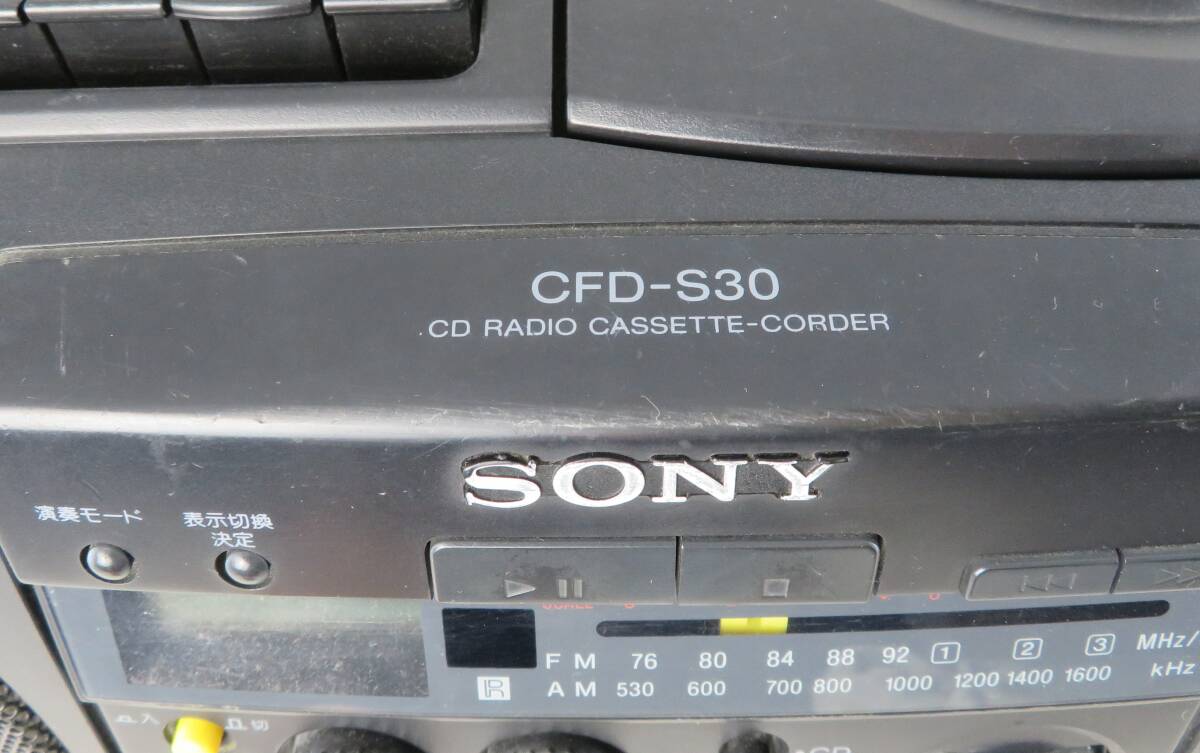 CFD-S30
CD RADIO CASSETTE-CORDER
SONY
演奏モード
表示切換
決定
FM 76 80 84 88 92 1 2 3 MHz/
R AM 530 600 700 800 1000 1200 1400 1600 kHz
入 切